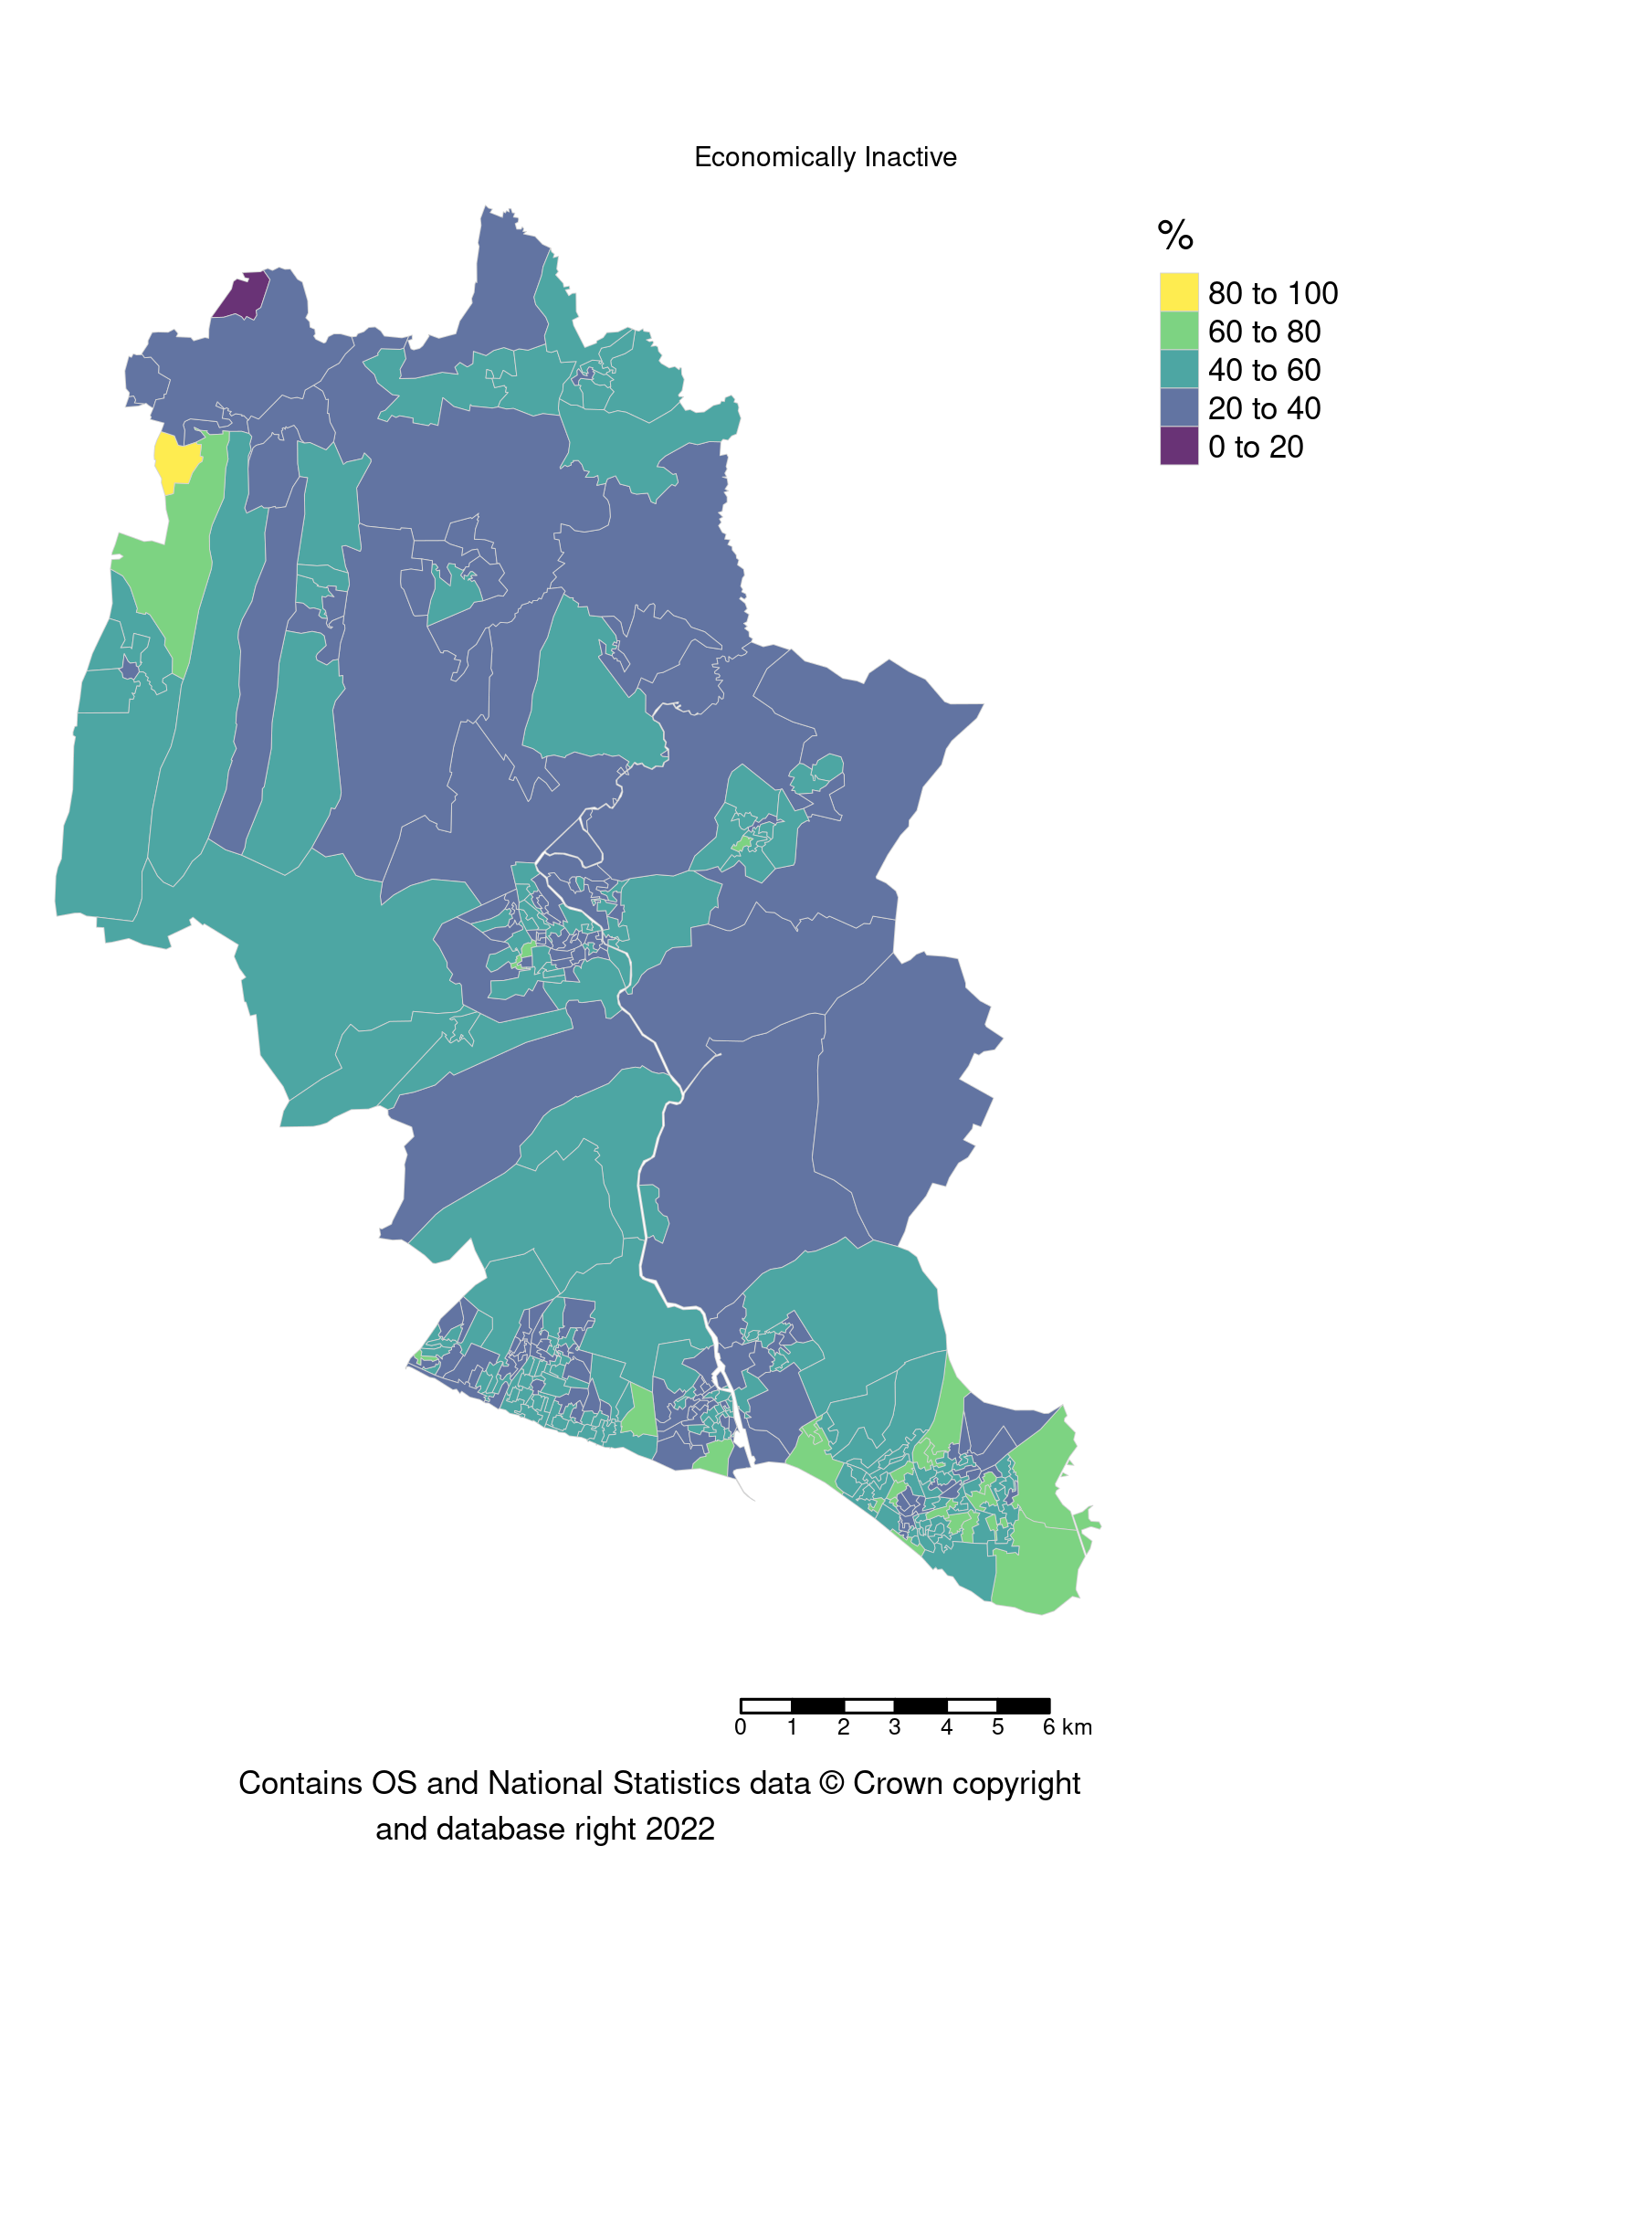 Economically Inactive
%
80 to 100
60 to 80
40 to 60
20 to 40
0 to 20
0 1 2 3 4 5 6 km
Contains OS and National Statistics data © Crown copyright
and database right 2022